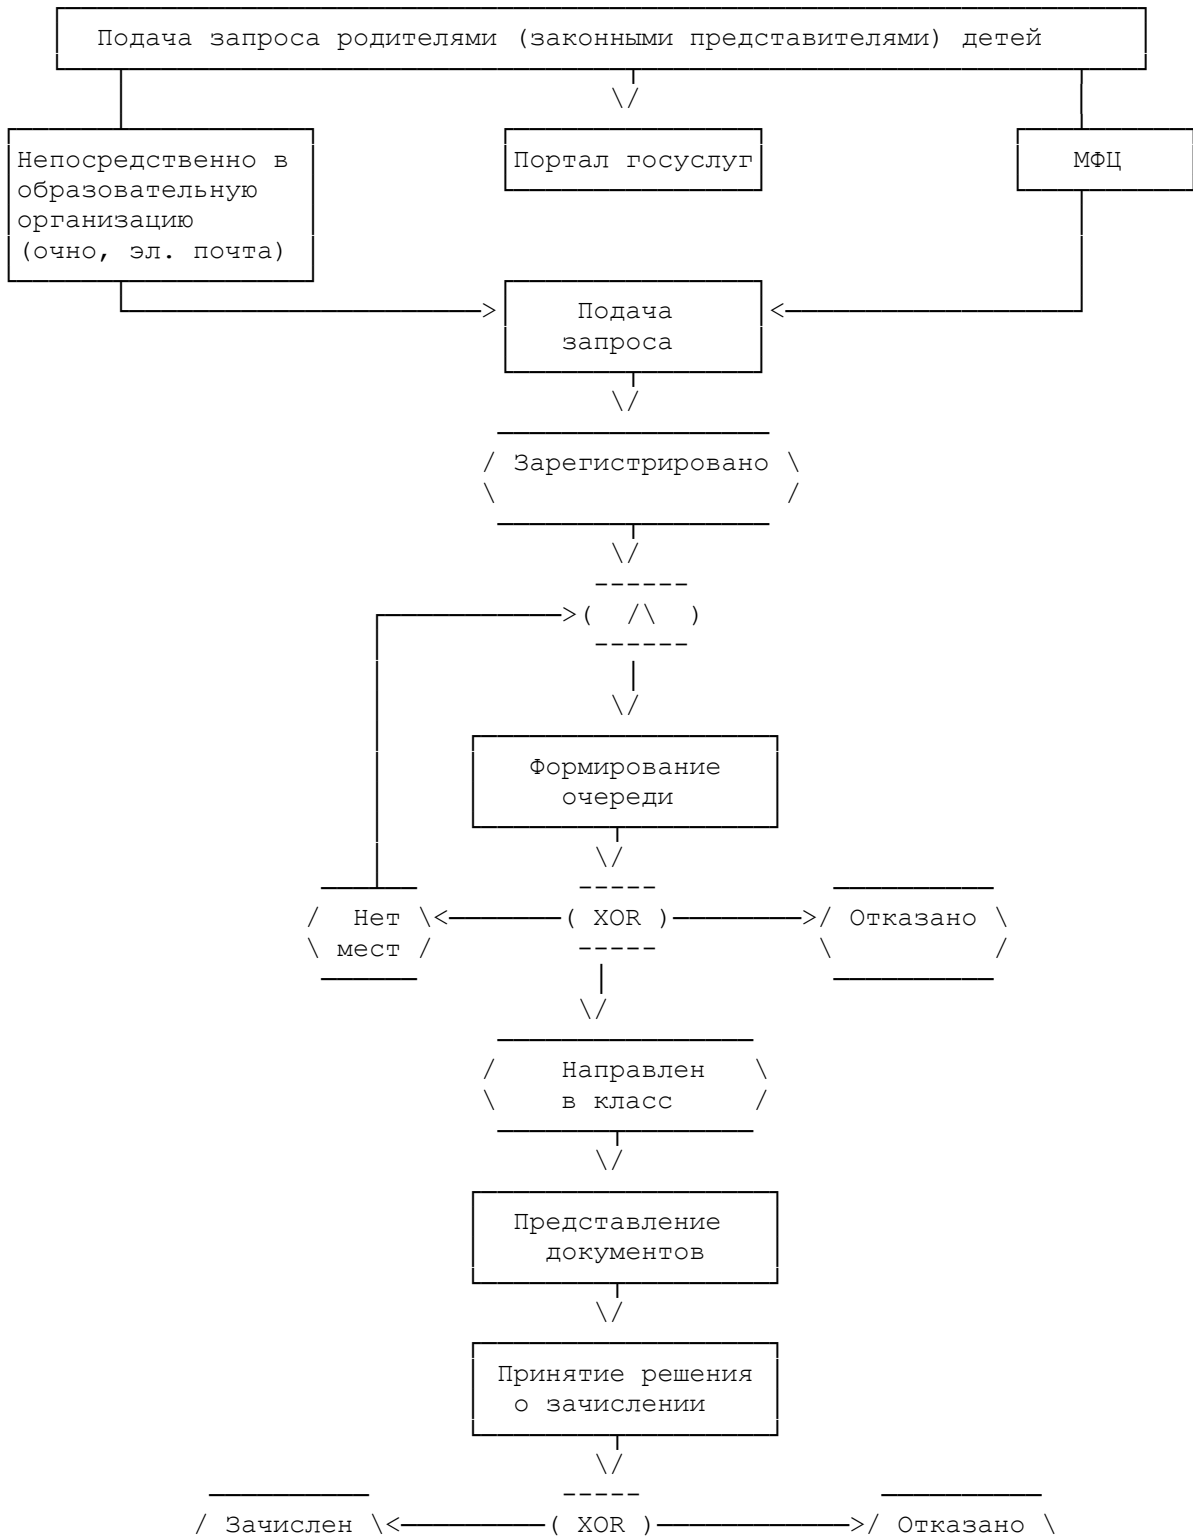 Подача запроса родителями (законными представителями) детей
Непосредственно в
образовательную
организацию
(очно, эл. почта)
Портал госуслуг
МФЦ
Подача
запроса
Зарегистрировано
Формирование
очереди
Нет
мест
XOR
Отказано
Направлен
в класс
Представление
документов
Принятие решения
о зачислении
Зачислен
XOR
Отказано